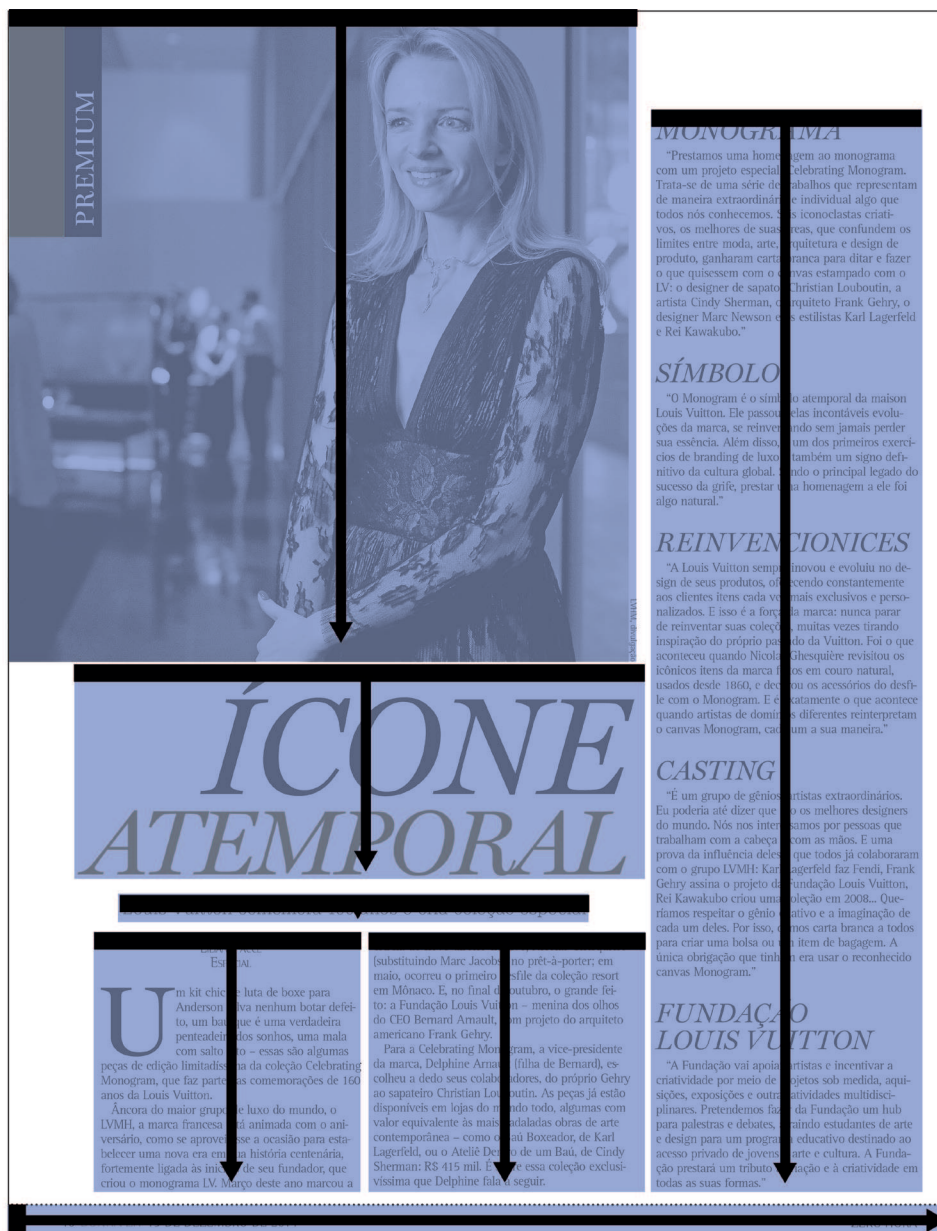 PREMIUM
LVMH, divulgação
ÍCONE
ATEMPORAL
m kit chic luta de boxe para
Anderson nenhum botar defei-
to, um é uma verdadeira
penteadeira dos sonhos, uma mala
com salto – essas são algumas
peças de edição da coleção Celebrating
Monogram, que faz comemorações de 160
anos da Louis Vuitton.
Âncora do maior luxo do mundo, o
LVMH, a marca francesa animada com o ani-
versário, como se a ocasião para esta-
belecer uma nova era em história centenária,
fortemente ligada às de seu fundador, que
criou o monograma LV. Março deste ano marcou a
(substituindo Marc Jacobs) no prêt-à-porter; em
maio, ocorreu o primeiro desfile da coleção resort
em Mônaco. E, no final outubro, o grande fei-
to: a Fundação Louis Vuitton – menina dos olhos
do CEO Bernard Arnault, projeto do arquiteto
americano Frank Gehry.
Para a Celebrating Monogram, a vice-presidente
da marca, Delphine Arnault (filha de Bernard), es-
colheu a dedo seus colaboradores, do próprio Gehry
ao sapateiro Christian Louboutin. As peças já estão
disponíveis em lojas do mundo todo, algumas com
valor equivalente às mais badaladas obras de arte
contemporânea – como Baú Boxeador, de Karl
Lagerfeld, ou o Ateliê de um Baú, de Cindy
Sherman: R$ 415 mil. É essa coleção exclusi-
víssima que Delphine fala a seguir.
MONOGRAMA
“Prestamos uma homenagem ao monograma
com um projeto especial, Celebrating Monogram.
Trata-se de uma série de trabalhos que representam
de maneira extraordinária e individual algo que
todos nós conhecemos. Seis iconoclastas criati-
vos, os melhores de suas áreas, que confundem os
limites entre moda, arte, arquitetura e design de
produto, ganharam carta branca para ditar e fazer
o que quisessem com o canvas estampado com o
LV: o designer de sapatos Christian Louboutin, a
artista Cindy Sherman, o arquiteto Frank Gehry, o
designer Marc Newson e os estilistas Karl Lagerfeld
e Rei Kawakubo.”
SÍMBOLO
“O Monogram é o símbolo atemporal da maison
Louis Vuitton. Ele passou pelas incontáveis evolu-
ções da marca, se reinventando sem jamais perder
sua essência. Além disso, um dos primeiros exercí-
cios de branding de luxo também um signo defi-
nitivo da cultura global. Sendo o principal legado do
sucesso da grife, prestar uma homenagem a ele foi
algo natural.”
REINVENCIONICES
“A Louis Vuitton sempre inovou e evoluiu no de-
sign de seus produtos, oferecendo constantemente
aos clientes itens cada vez mais exclusivos e perso-
nalizados. E isso é a força da marca: nunca parar
de reinventar suas coleções, muitas vezes tirando
inspiração do próprio passado da Vuitton. Foi o que
aconteceu quando Nicolas Ghesquière revisitou os
icônicos itens da marca feitos em couro natural,
usados desde 1860, e decorou os acessórios do desfi-
le com o Monogram. E é exatamente o que acontece
quando artistas de domínios diferentes reinterpretam
o canvas Monogram, cada um a sua maneira.”
CASTING
“É um grupo de gênios, artistas extraordinários.
Eu poderia até dizer que são os melhores designers
do mundo. Nós nos interessamos por pessoas que
trabalham com a cabeça e com as mãos. E uma
prova da influência deles é que todos já colaboraram
com o grupo LVMH: Karl Lagerfeld faz Fendi, Frank
Gehry assina o projeto da Fundação Louis Vuitton,
Rei Kawakubo criou uma coleção em 2008... Que-
ríamos respeitar o gênio criativo e a imaginação de
cada um deles. Por isso, demos carta branca a todos
para criar uma bolsa ou um item de bagagem. A
única obrigação que tinham era usar o reconhecido
canvas Monogram.”
FUNDAÇÃO
LOUIS VUITTON
“A Fundação vai apoiar artistas e incentivar a
criatividade por meio de projetos sob medida, aqui-
sições, exposições e outras atividades multidisci-
plinares. Pretendemos fazer da Fundação um hub
para palestras e debates, atraindo estudantes de arte
e design para um programa educativo destinado ao
acesso privado de jovens arte e cultura. A Funda-
ção prestará um tributo criação e à criatividade em
todas as suas formas.”